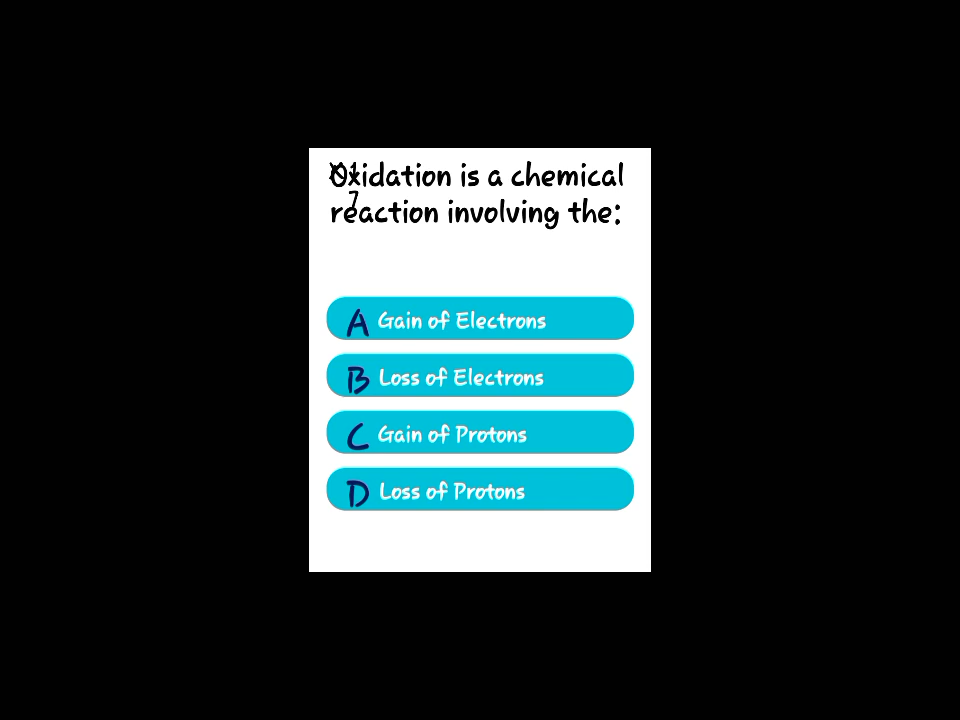 Oxidation is a chemical
reaction involving the:
A Gain of Electrons
B Loss of Electrons
C Gain of Protons
D Loss of Protons